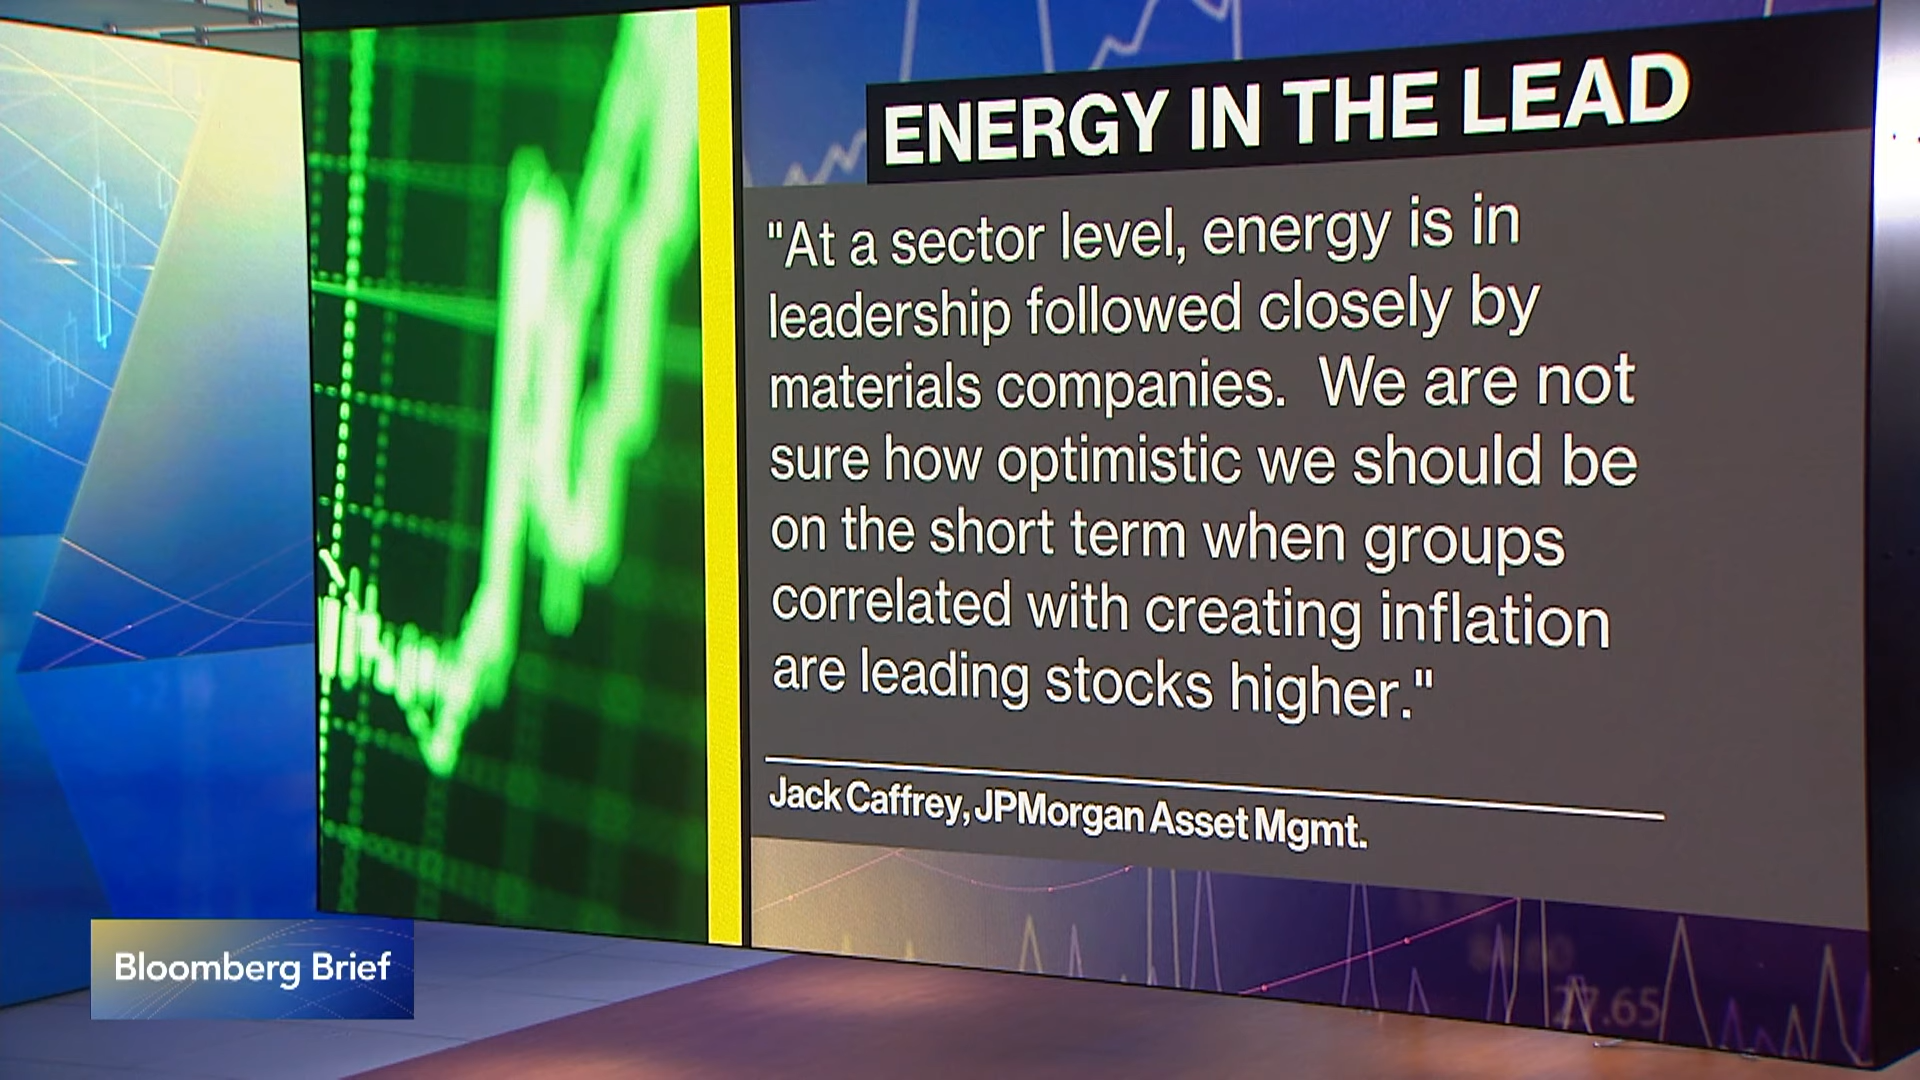 ENERGY IN THE LEAD
"At a sector level, energy is in
leadership followed closely by
materials companies.  We are not
sure how optimistic we should be
on the short term when groups
correlated with creating inflation
are leading stocks higher."
Jack Caffrey, JPMorgan Asset Mgmt.
Bloomberg Brief
27.65